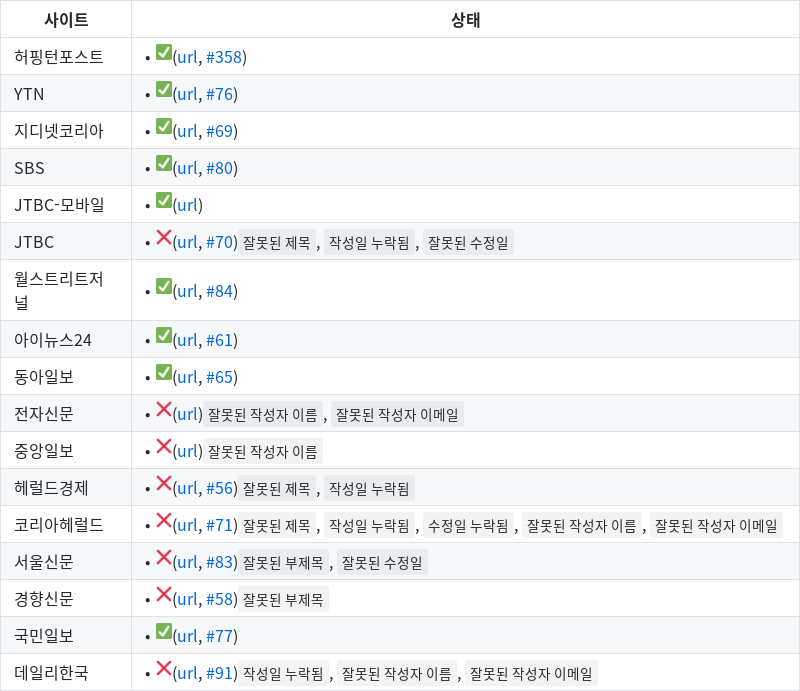 사이트 상태
허핑턴포스트 • ✅(url, #358)
YTN • ✅(url, #76)
지디넷코리아 • ✅(url, #69)
SBS • ✅(url, #80)
JTBC-모바일 • ✅(url)
JTBC • ❌(url, #70) 잘못된 제목 , 작성일 누락됨 , 잘못된 수정일
월스트리트저
널 • ✅(url, #84)
아이뉴스24 • ✅(url, #61)
동아일보 • ✅(url, #65)
전자신문 • ❌(url) 잘못된 작성자 이름 , 잘못된 작성자 이메일
중앙일보 • ❌(url) 잘못된 작성자 이름
헤럴드경제 • ❌(url, #56) 잘못된 제목 , 작성일 누락됨
코리아헤럴드 • ❌(url, #71) 잘못된 제목 , 작성일 누락됨 , 수정일 누락됨 , 잘못된 작성자 이름 , 잘못된 작성자 이메일
서울신문 • ❌(url, #83) 잘못된 부제목 , 잘못된 수정일
경향신문 • ❌(url, #58) 잘못된 부제목
국민일보 • ✅(url, #77)
데일리한국 • ❌(url, #91) 작성일 누락됨 , 잘못된 작성자 이름 , 잘못된 작성자 이메일